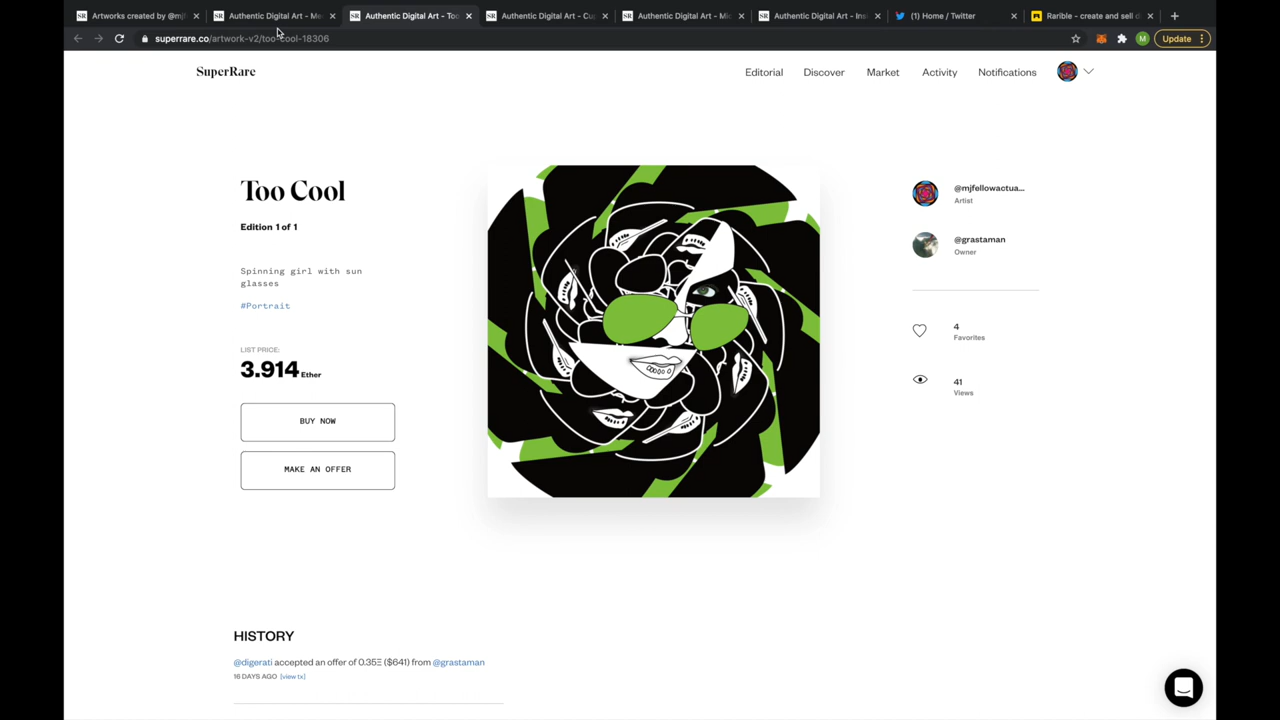 Artworks created by @mjf
Authentic Digital Art - Me
Authentic Digital Art - Too
Authentic Digital Art - Cu
Authentic Digital Art - Mic
Authentic Digital Art - Ins
(1) Home / Twitter
Rarible - create and sell d
superrare.co/artwork-v2/too-cool-18306
M
Update
SuperRare
Editorial
Discover
Market
Activity
Notifications
Too Cool
Edition 1 of 1
Spinning girl with sun
glasses
#Portrait
LIST PRICE:
3.914 Ether
BUY NOW
MAKE AN OFFER
@mjfellowactua...
Artist
@grastaman
Owner
4
Favorites
41
Views
HISTORY
@digerati accepted an offer of 0.35Ξ ($641) from @grastaman
16 DAYS AGO [view tx]